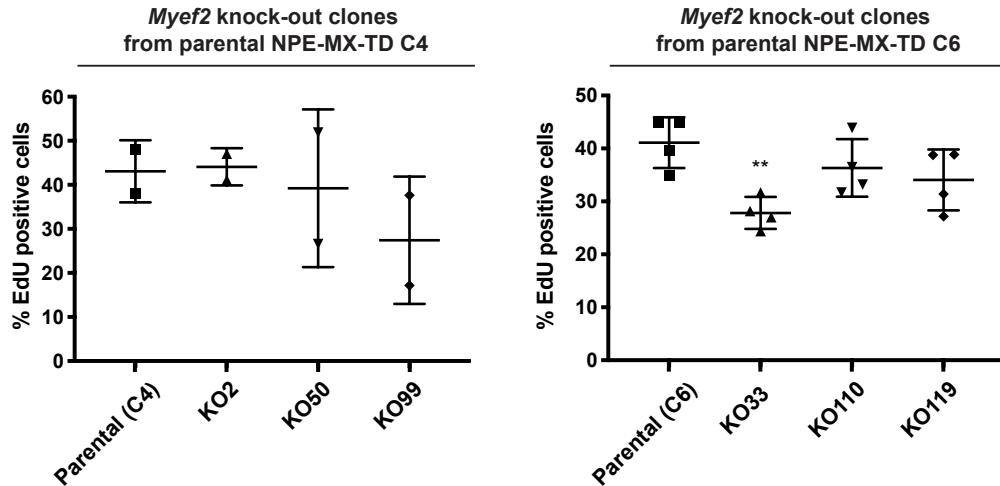 Myef2 knock-out clones
from parental NPE-MX-TD C4
% EdU positive cells
60
50
40
30
20
10
0
Parental (C4)
KO2
KO50
KO99
Myef2 knock-out clones
from parental NPE-MX-TD C6
% EdU positive cells
50
40
30
20
10
0
**
Parental (C6)
KO33
KO110
KO119